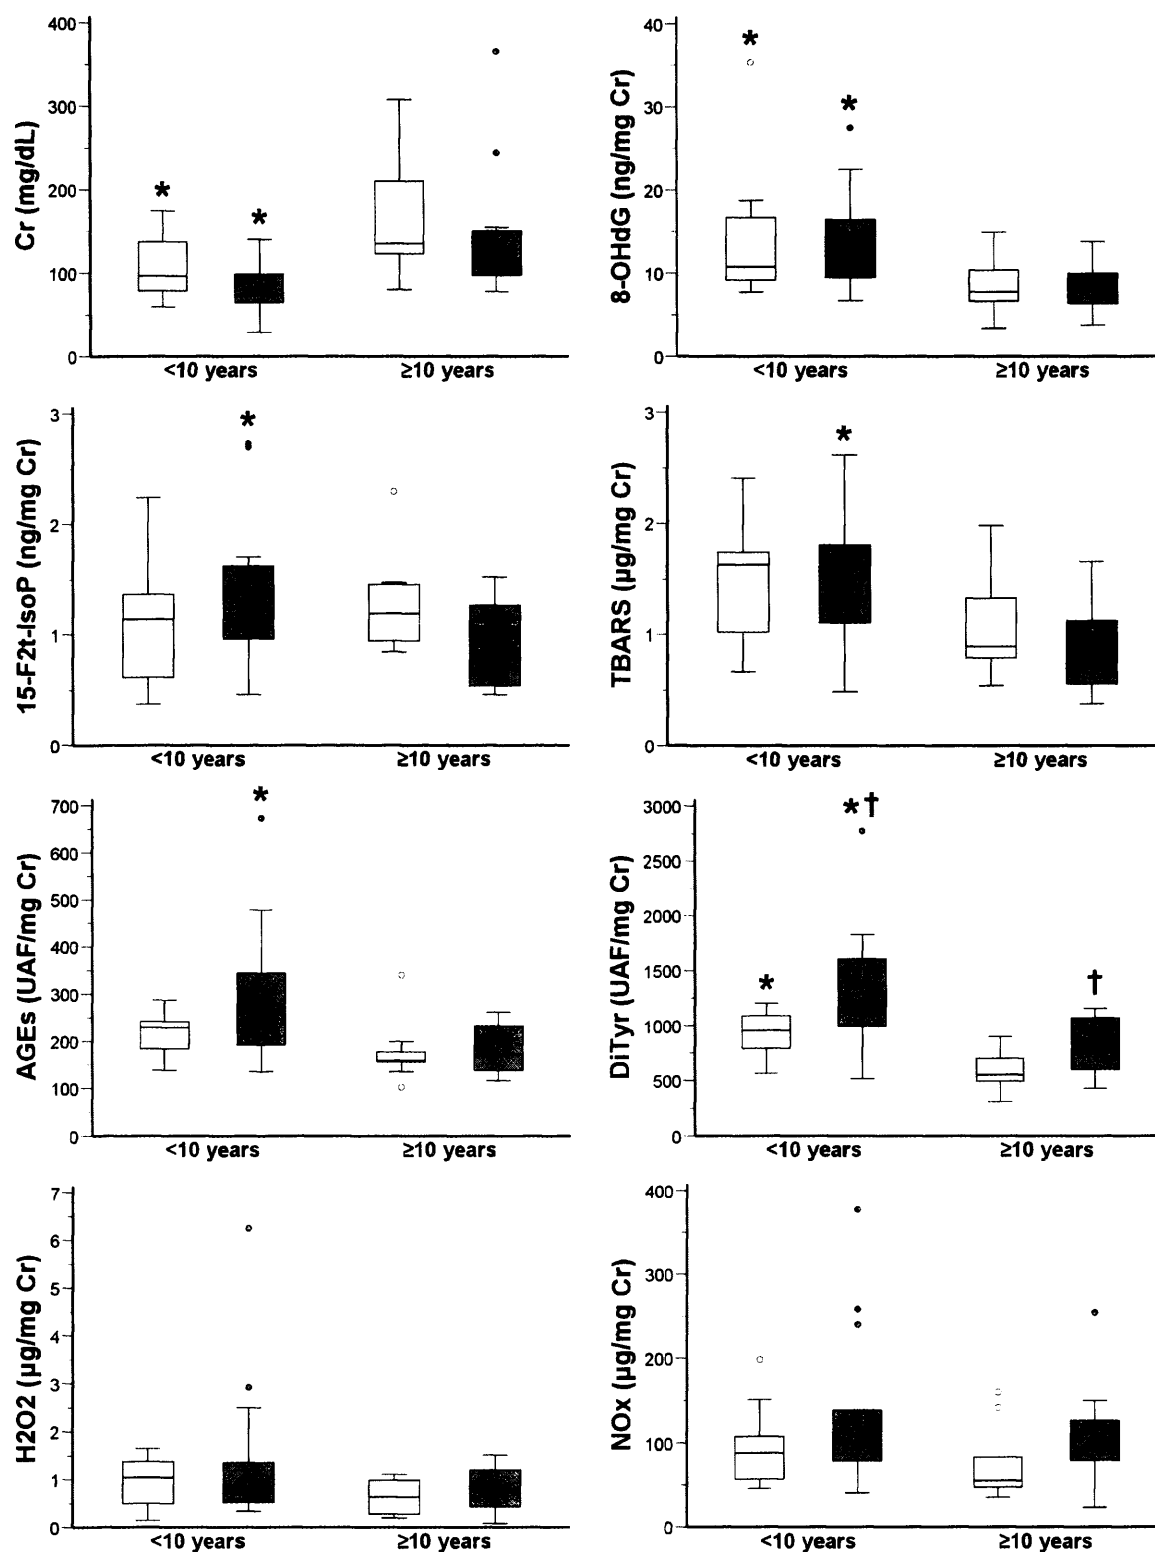 400
300
200
100
0
Cr (mg/dL)
*
*
<10 years
≥10 years
40
30
20
10
0
8-OHdG (ng/mg Cr)
*
*
<10 years
≥10 years
3
2
1
0
15-F2t-IsoP (ng/mg Cr)
*
<10 years
≥10 years
3
2
1
0
TBARS (µg/mg Cr)
*
<10 years
≥10 years
700
600
500
400
300
200
100
0
AGEs (UAF/mg Cr)
*
<10 years
≥10 years
3000
2500
2000
1500
1000
500
0
DiTyr (UAF/mg Cr)
*
*†
†
<10 years
≥10 years
7
6
5
4
3
2
1
0
H2O2 (µg/mg Cr)
<10 years
≥10 years
400
300
200
100
0
NOx (µg/mg Cr)
<10 years
≥10 years